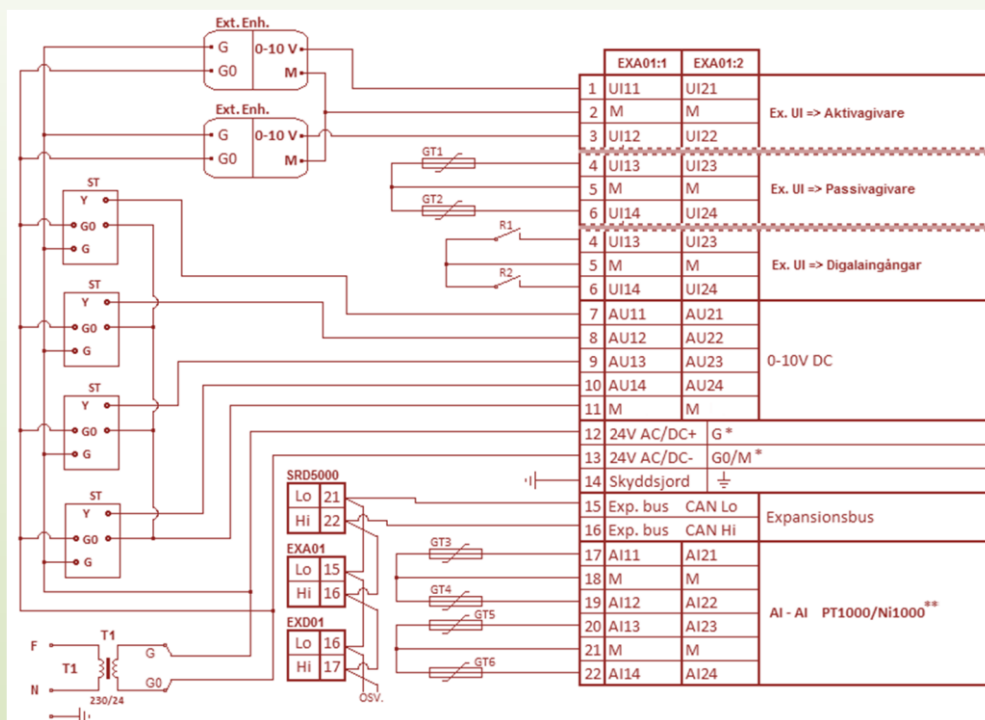 Ext. Enh.
G 0-10 V
G0 M
Ext. Enh.
G 0-10 V
G0 M
ST
Y
G0
G
ST
Y
G0
G
ST
Y
G0
G
ST
Y
G0
G
GT1
GT2
R1
R2
EXA01:1 EXA01:2
1 UI11 UI21
2 M M Ex. UI => Aktivagivare
3 UI12 UI22
4 UI13 UI23
5 M M Ex. UI => Passivagivare
6 UI14 UI24
4 UI13 UI23
5 M M Ex. UI => Digalaingångar
6 UI14 UI24
7 AU11 AU21
8 AU12 AU22
9 AU13 AU23 0-10V DC
10 AU14 AU24
11 M M
12 24V AC/DC+ G *
13 24V AC/DC- G0/M *
14 Skyddsjord
15 Exp. bus CAN Lo Expansionsbus
16 Exp. bus CAN Hi
17 AI11 AI21
18 M M
19 AI12 AI22 AI - AI PT1000/Ni1000**
20 AI13 AI23
21 M M
22 AI14 AI24
SRD5000
Lo 21
Hi 22
EXA01
Lo 15
Hi 16
EXD01
Lo 16
Hi 17
OSV.
GT3
GT4
GT5
GT6
F T1 G
T1
N G0
230/24